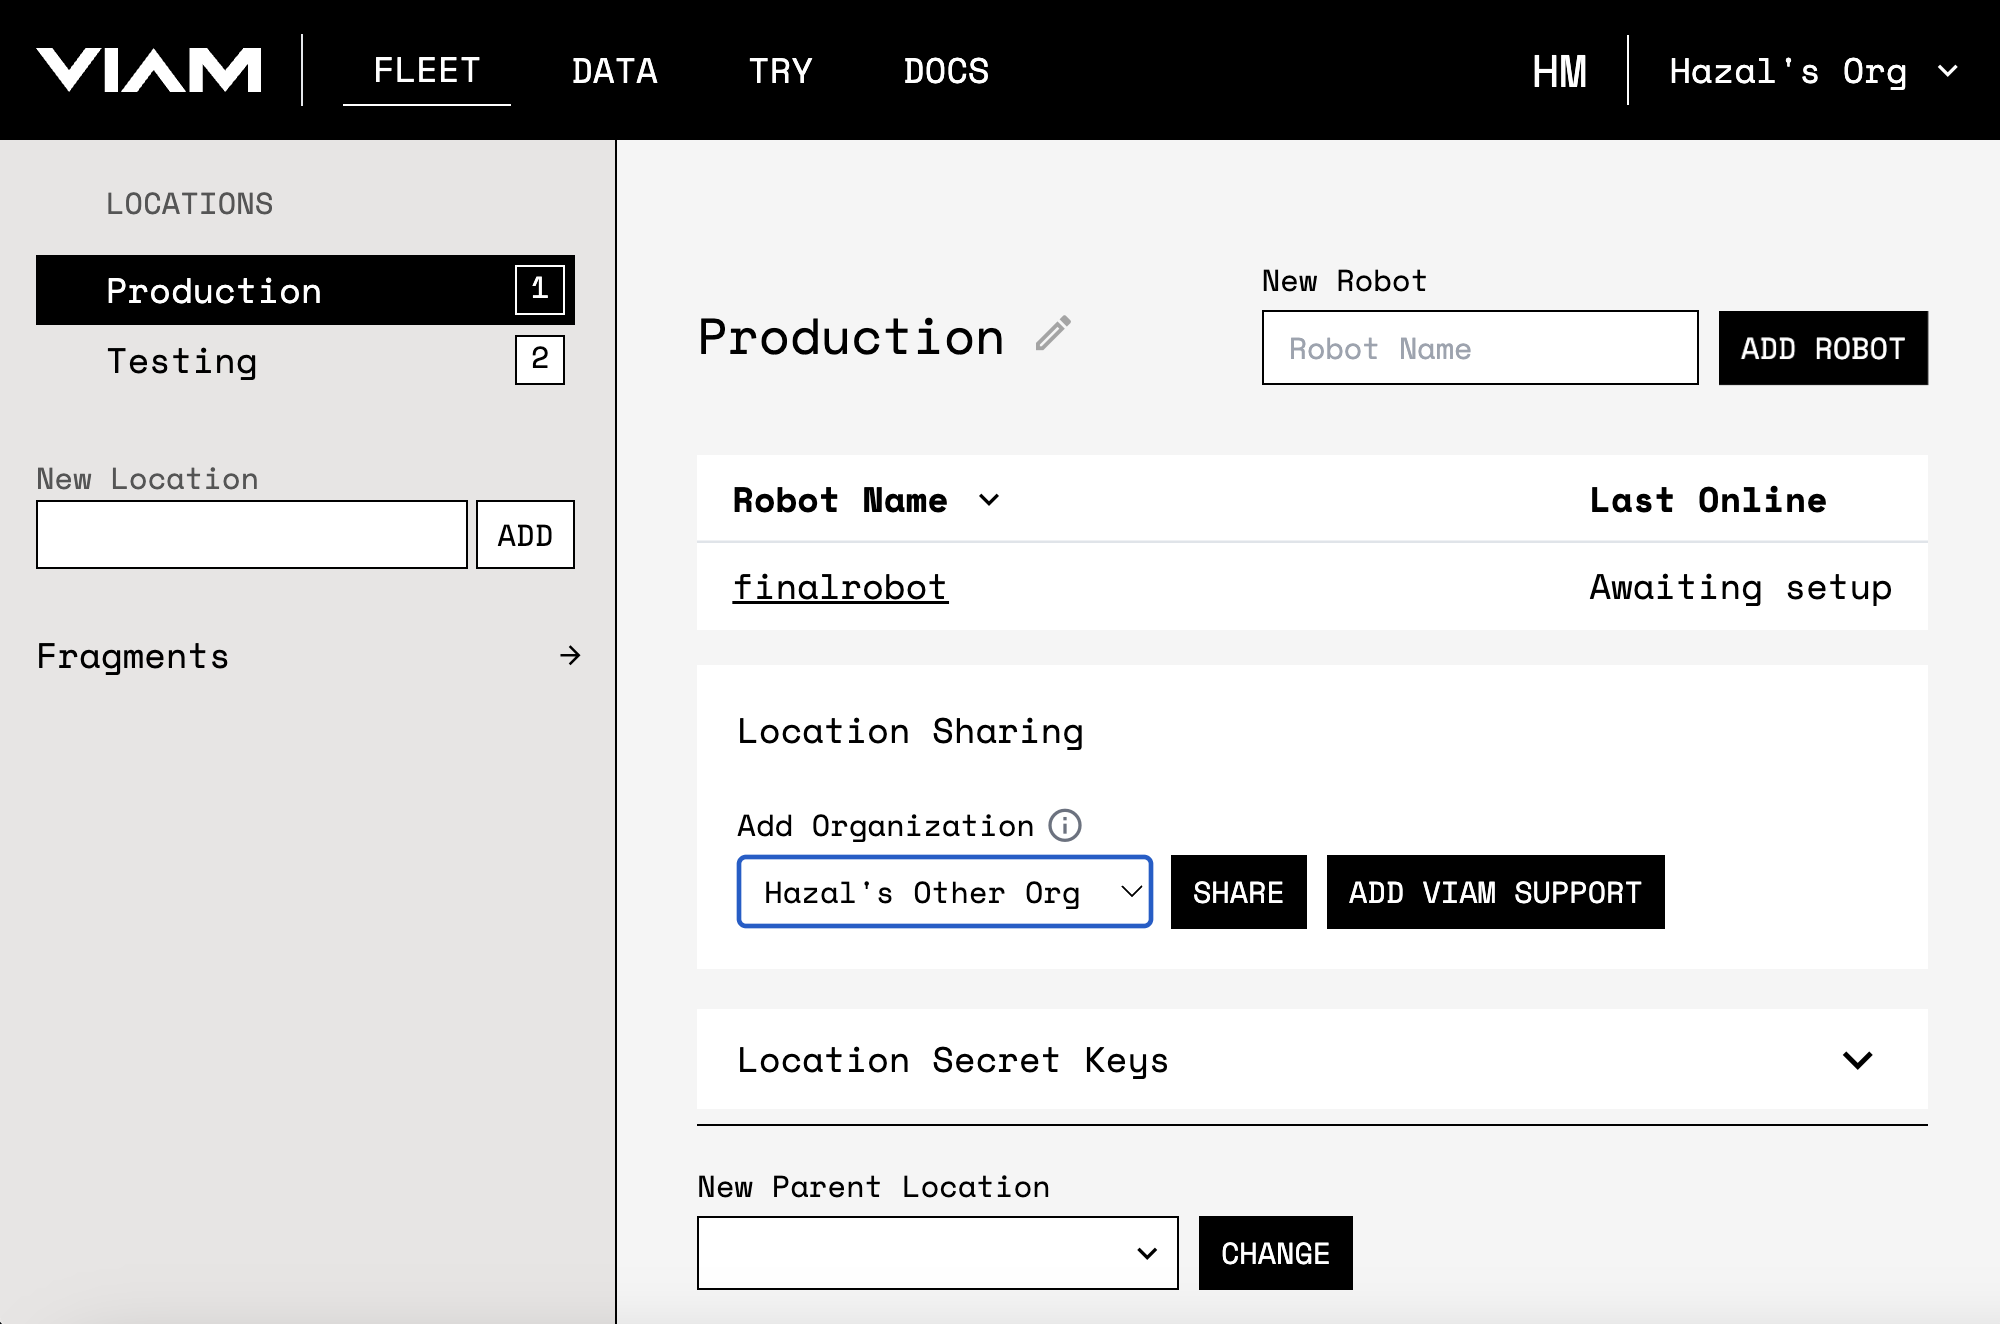 VIAM
FLEET
DATA
TRY
DOCS
HM
Hazal's Org
LOCATIONS
Production
1
Testing
2
New Location
ADD
Fragments
Production
New Robot
Robot Name
ADD ROBOT
Robot Name
Last Online
finalrobot
Awaiting setup
Location Sharing
Add Organization
Hazal's Other Org
SHARE
ADD VIAM SUPPORT
Location Secret Keys
New Parent Location
CHANGE